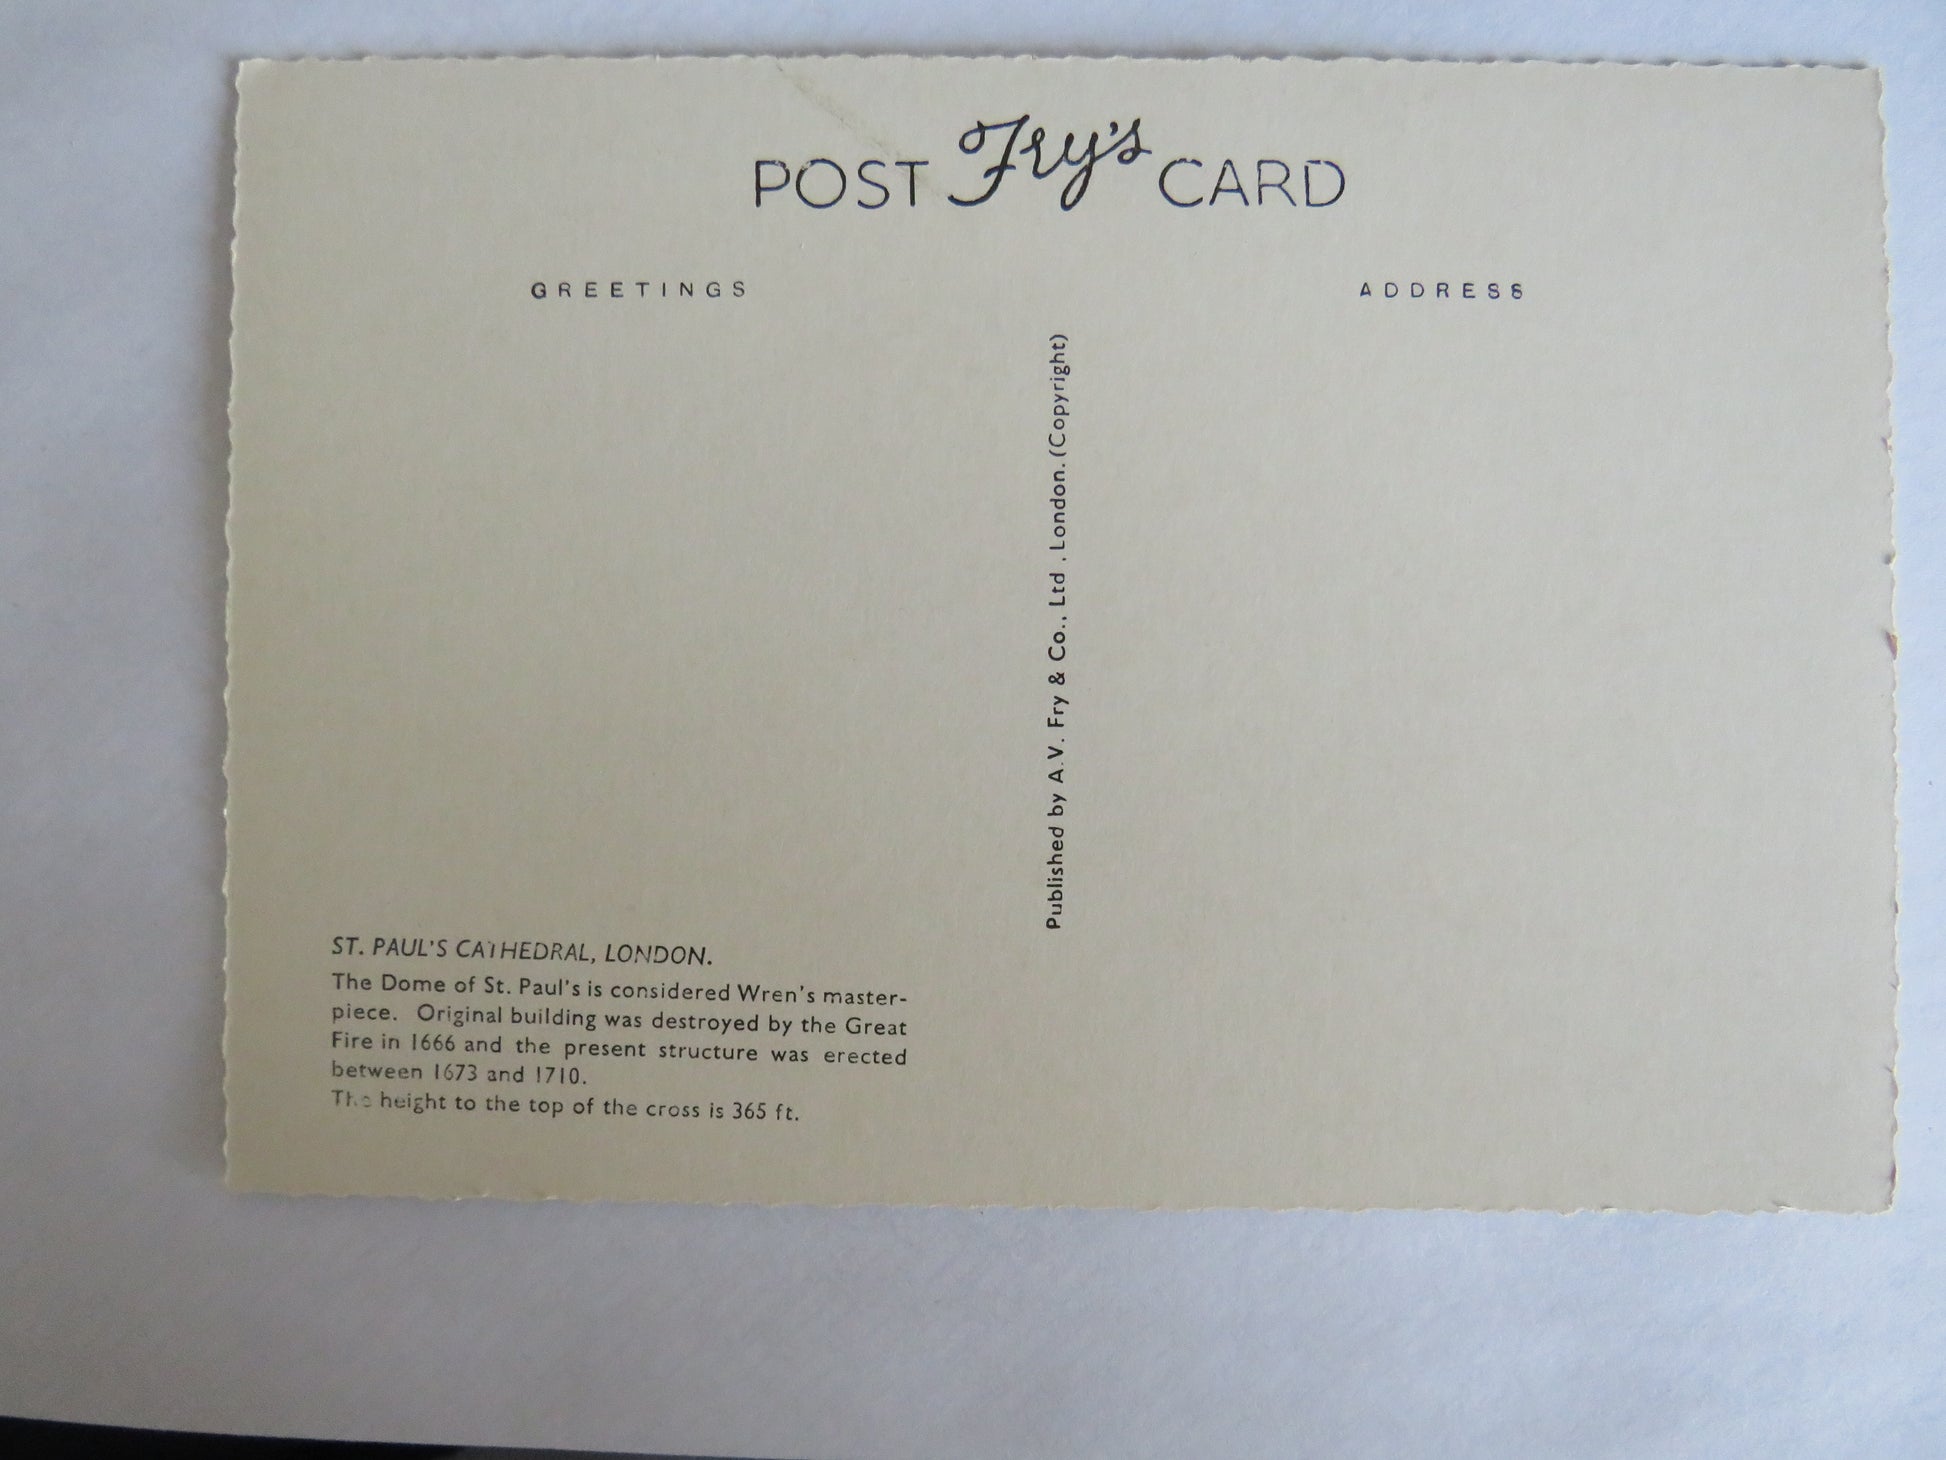 POST Fry's CARD
GREETINGS
ADDRESS
Published by A.V. Fry & Co., Ltd., London. (Copyright)
ST. PAUL'S CATHEDRAL, LONDON.
The Dome of St. Paul's is considered Wren's master-
piece. Original building was destroyed by the Great
Fire in 1666 and the present structure was erected
between 1673 and 1710.
The height to the top of the cross is 365 ft.